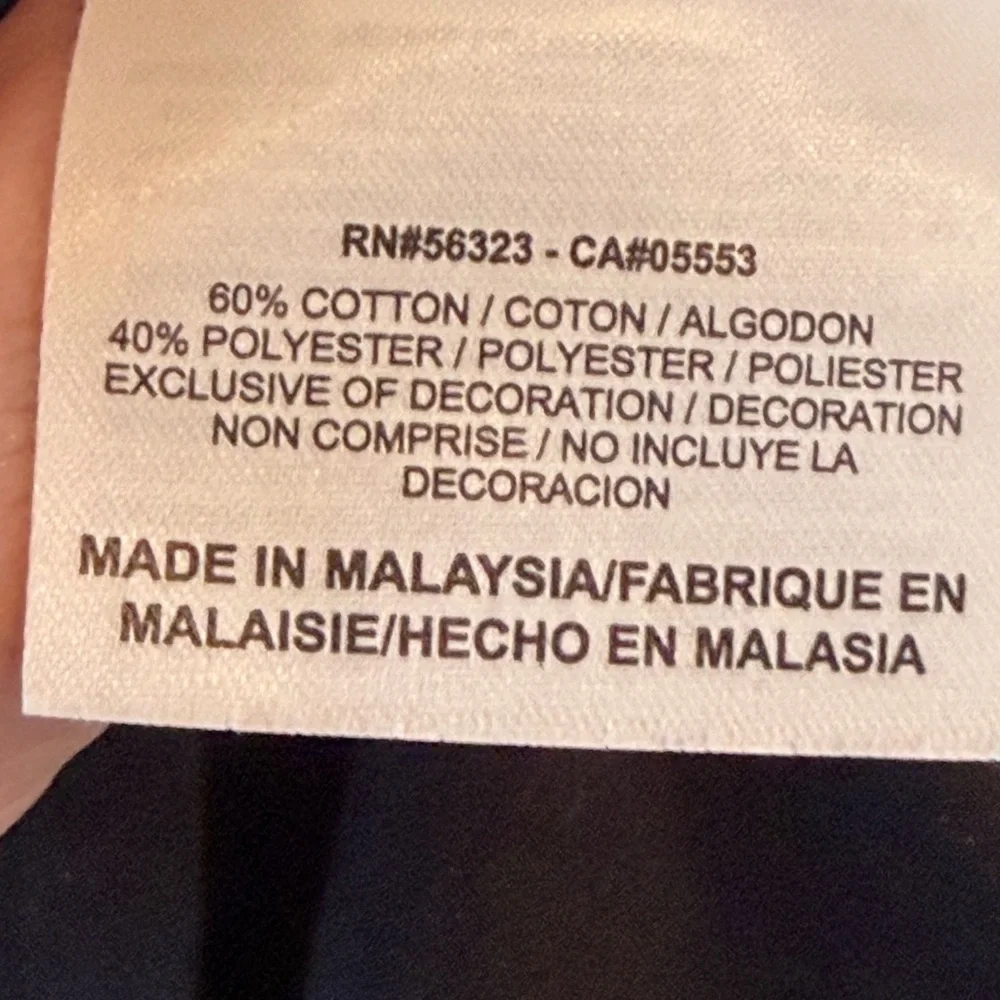 RN#56323 - CA#05553
60% COTTON / COTON / ALGODON
40% POLYESTER / POLYESTER / POLIESTER
EXCLUSIVE OF DECORATION / DECORATION
NON COMPRISE / NO INCLUYE LA
DECORACION
MADE IN MALAYSIA/FABRIQUE EN
MALAISIE/HECHO EN MALASIA